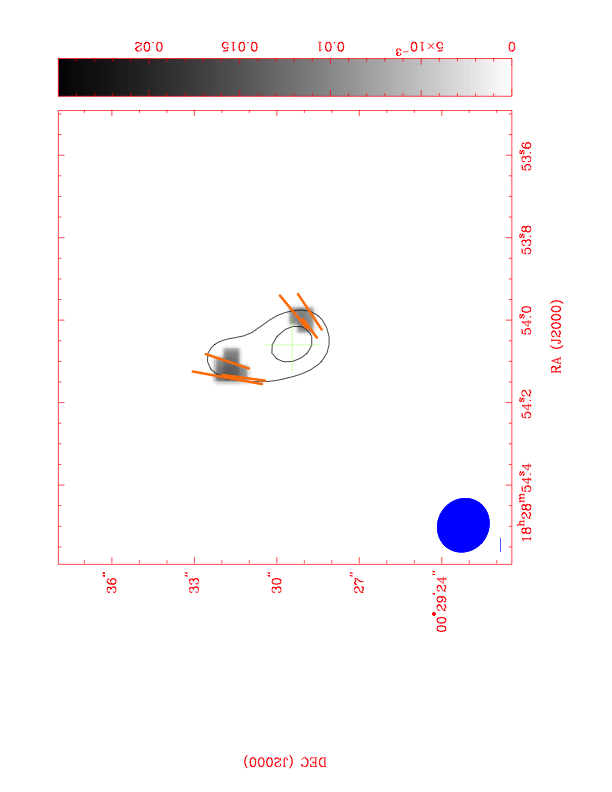 0.02 0.015 0.01 5×10⁻³ 0
53ˢ.6
53ˢ.8
54ˢ.0
54ˢ.2
18ʰ28ᵐ54ˢ.4
RA (J2000)
36" 33" 30" 27" 00°29'24"
DEC (J2000)